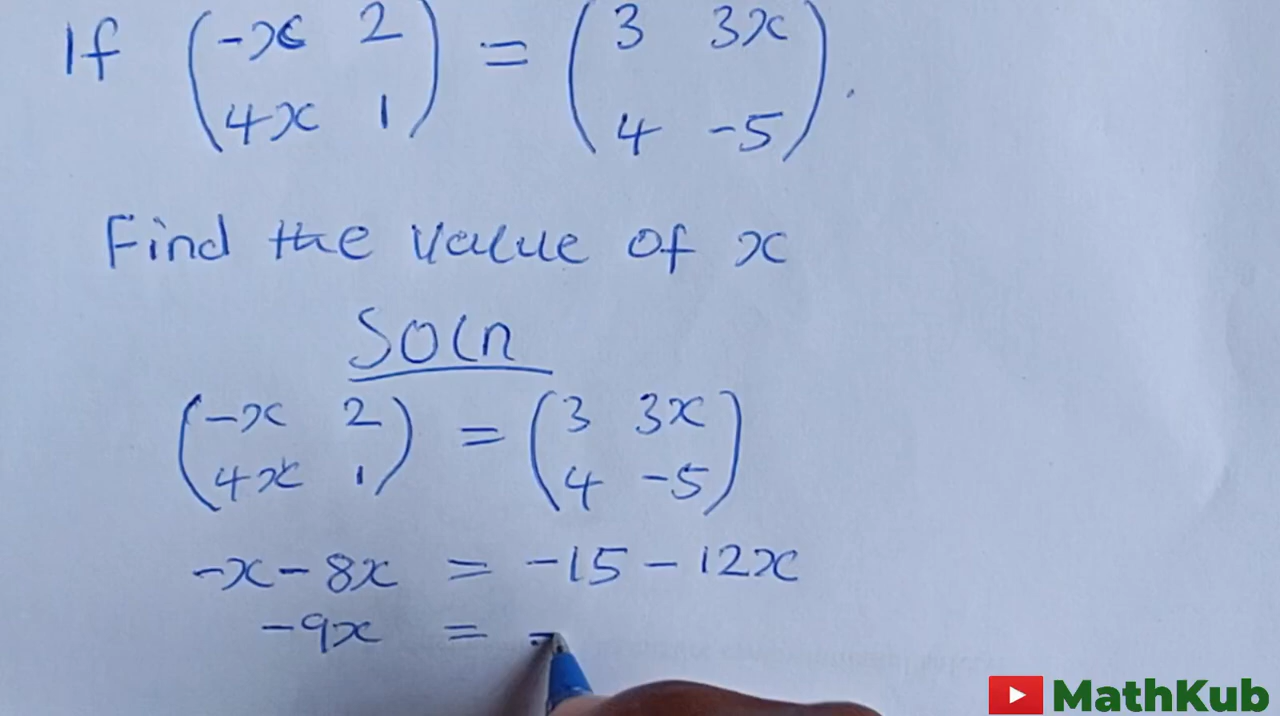 If (-x 2) = (3 3x).
(4x 1) (4 -5)
Find the value of x
Soln
(-x 2) = (3 3x)
(4x 1) (4 -5)
-x - 8x = -15 - 12x
-9x = -
MathKub